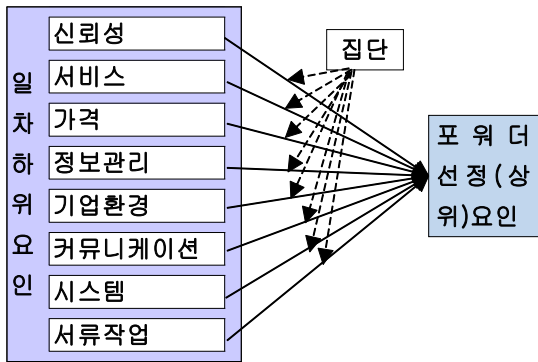 일차하위요인
신뢰성
서비스
가격
정보관리
기업환경
커뮤니케이션
시스템
서류작업
집단
포 워 더
선정(상
위)요인